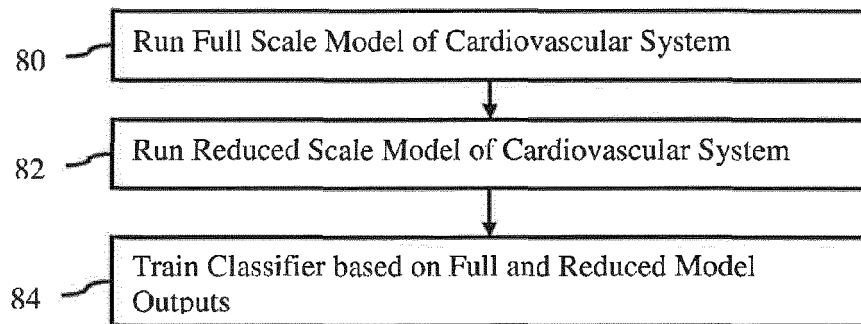 80 Run Full Scale Model of Cardiovascular System
82 Run Reduced Scale Model of Cardiovascular System
Train Classifier based on Full and Reduced Model
84 Outputs